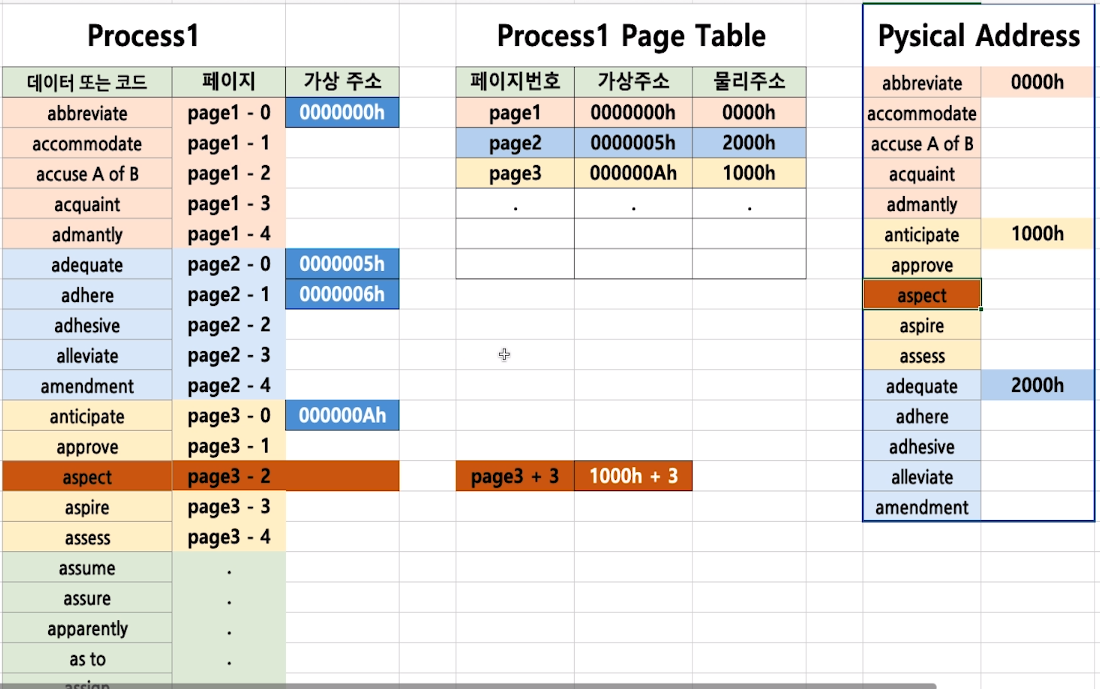 Process1 Process1 Page Table Pysical Address
데이터 또는 코드 페이지 가상 주소 페이지번호 가상주소 물리주소 abbreviate 0000h
abbreviate page1 - 0 0000000h page1 0000000h 0000h accommodate
accommodate page1 - 1 page2 0000005h 2000h accuse A of B
accuse A of B page1 - 2 page3 000000Ah 1000h acquaint
acquaint page1 - 3 . . . admantly
admantly page1 - 4 anticipate 1000h
adequate page2 - 0 0000005h approve
adhere page2 - 1 0000006h aspect
adhesive page2 - 2 aspire
alleviate page2 - 3 assess
amendment page2 - 4 adequate 2000h
anticipate page3 - 0 000000Ah adhere
approve page3 - 1 adhesive
aspect page3 - 2 page3 + 3 1000h + 3 alleviate
aspire page3 - 3 amendment
assess page3 - 4
assume .
assure .
apparently .
as to .
assign